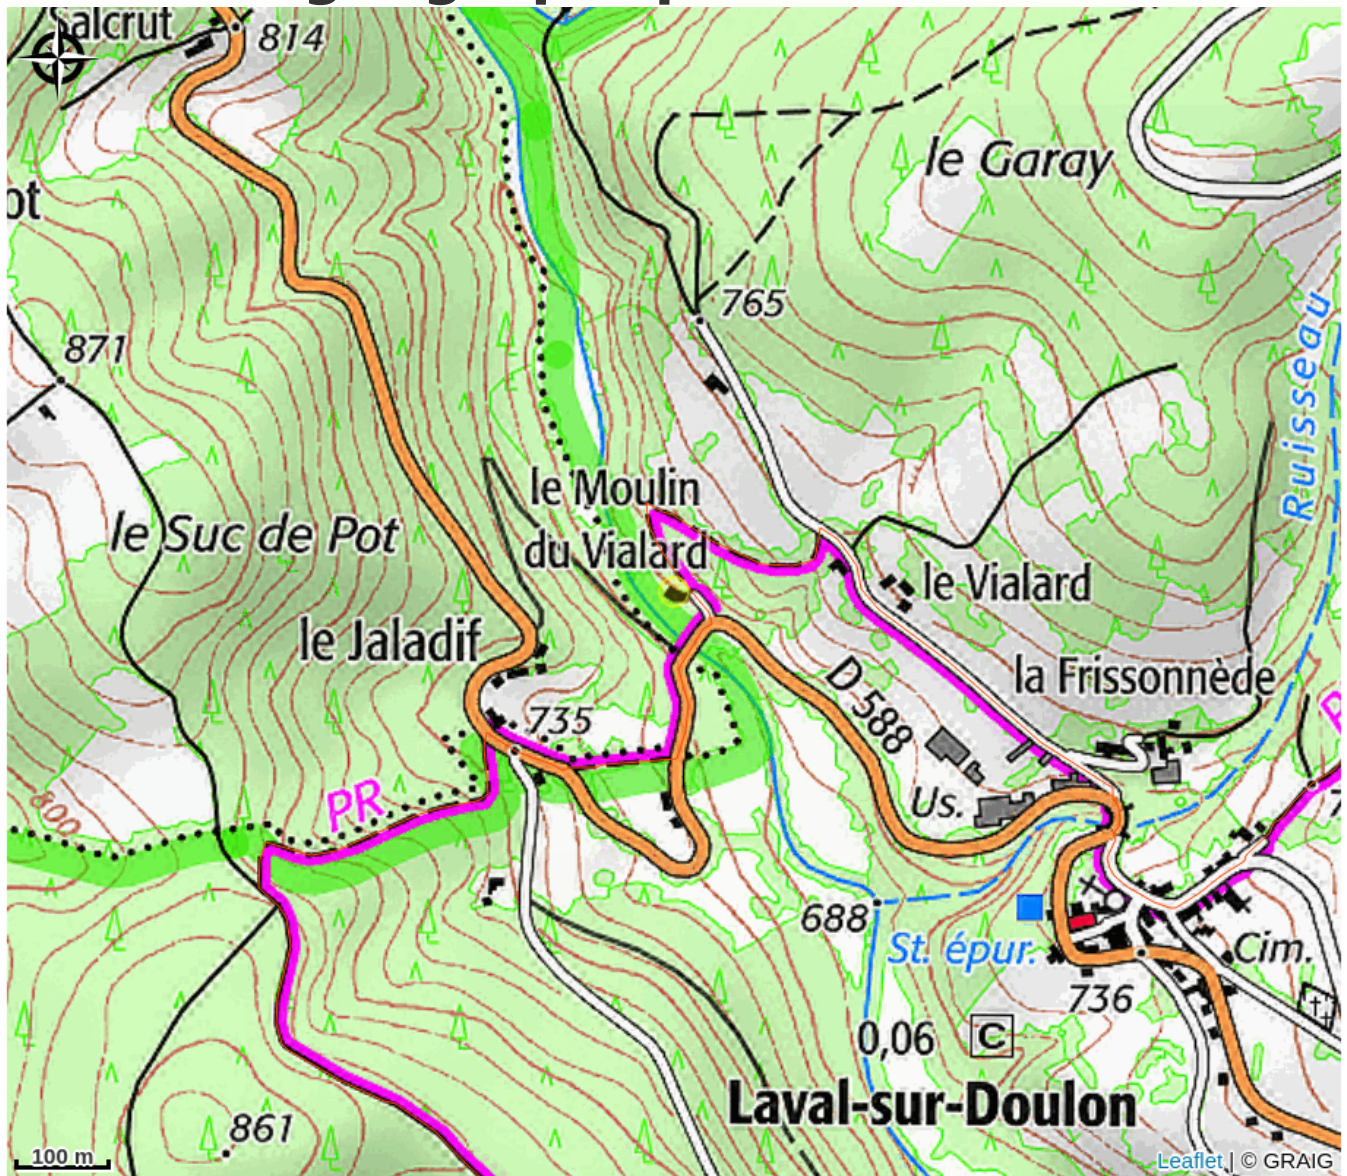 Salcrut
814
le Garay
ot
765
871
Ruisseau
le Moulin
du Vialard
le Suc de Pot
le Vialard
le Jaladif
la Frissonnède
D 588
735
PR
Us.
800
688
St. épur.
Cim.
736
0,06
C
Laval-sur-Doulon
861
100 m
Leaflet | © GRAIG